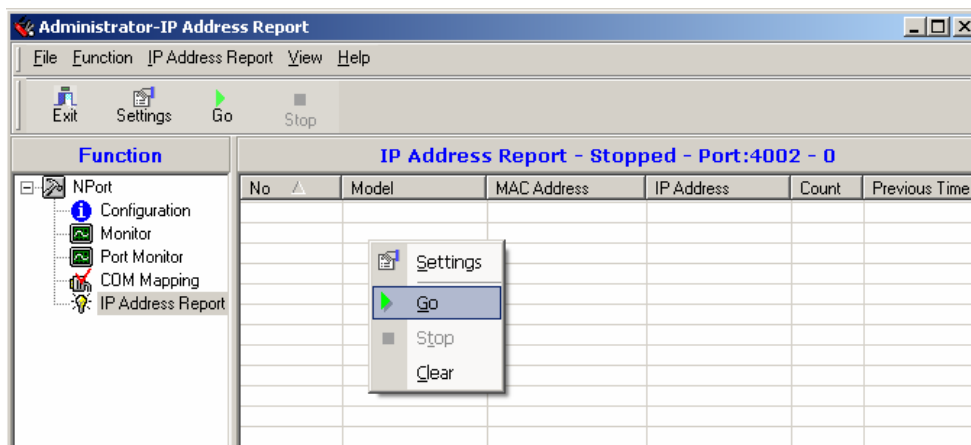 Administrator-IP Address Report
File Function IP Address Report View Help
Exit Settings Go Stop
Function
IP Address Report - Stopped - Port:4002 - 0
NPort
Configuration
Monitor
Port Monitor
COM Mapping
IP Address Report
No Model MAC Address IP Address Count Previous Time
Settings
Go
Stop
Clear